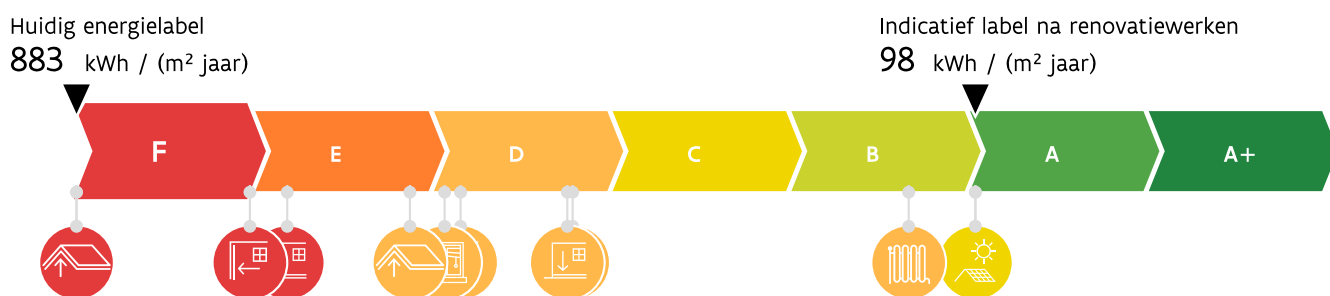 Huidig energielabel
883 kWh / (m² jaar)
Indicatief label na renovatiewerken
98 kWh / (m² jaar)
F E D C B A A+